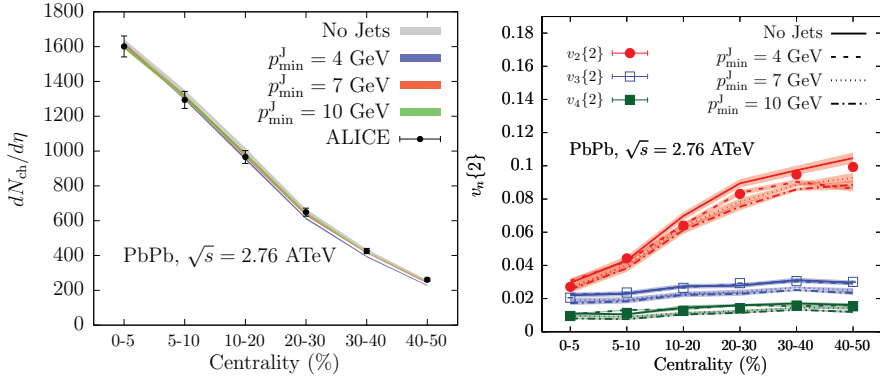 dN_ch/dη
1800
1600
1400
1200
1000
800
600
400
200
0
No Jets
p^J_min = 4 GeV
p^J_min = 7 GeV
p^J_min = 10 GeV
ALICE
PbPb, √s = 2.76 ATeV
0-5 5-10 10-20 20-30 30-40 40-50
Centrality (%)
v_n{2}
0.18
0.16
0.14
0.12
0.1
0.08
0.06
0.04
0.02
0
v_2{2}
v_3{2}
v_4{2}
No Jets
p^J_min = 4 GeV
p^J_min = 7 GeV
p^J_min = 10 GeV
PbPb, √s = 2.76 ATeV
0-5 5-10 10-20 20-30 30-40 40-50
Centrality (%)